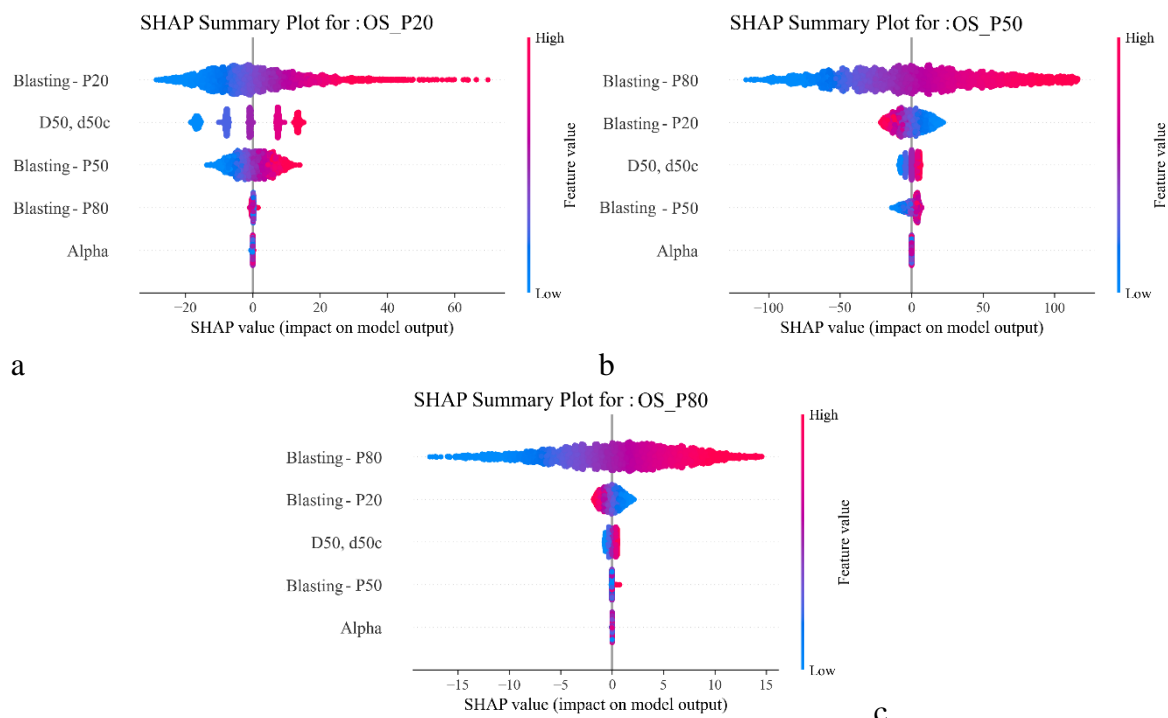 SHAP Summary Plot for :OS_P20
High
Blasting - P20
D50, d50c
Blasting - P50
Blasting - P80
Alpha
Feature value
Low
−20 0 20 40 60
SHAP value (impact on model output)
a
SHAP Summary Plot for :OS_P50
High
Blasting - P80
Blasting - P20
D50, d50c
Blasting - P50
Alpha
Feature value
Low
−100 −50 0 50 100
SHAP value (impact on model output)
b
SHAP Summary Plot for :OS_P80
High
Blasting - P80
Blasting - P20
D50, d50c
Blasting - P50
Alpha
Feature value
Low
−15 −10 −5 0 5 10 15
SHAP value (impact on model output)
c